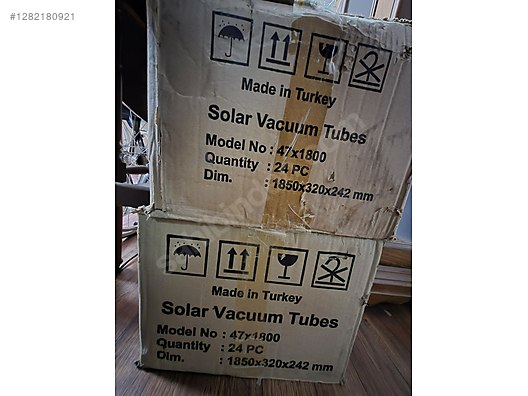 #1282180921
Made in Turkey
Solar Vacuum Tubes
Model No : 47x1800
Quantity : 24 PC
Dim. : 1850x320x242 mm
Made in Turkey
Solar Vacuum Tubes
Model No : 47x1800
Quantity : 24 PC
Dim. : 1850x320x242 mm